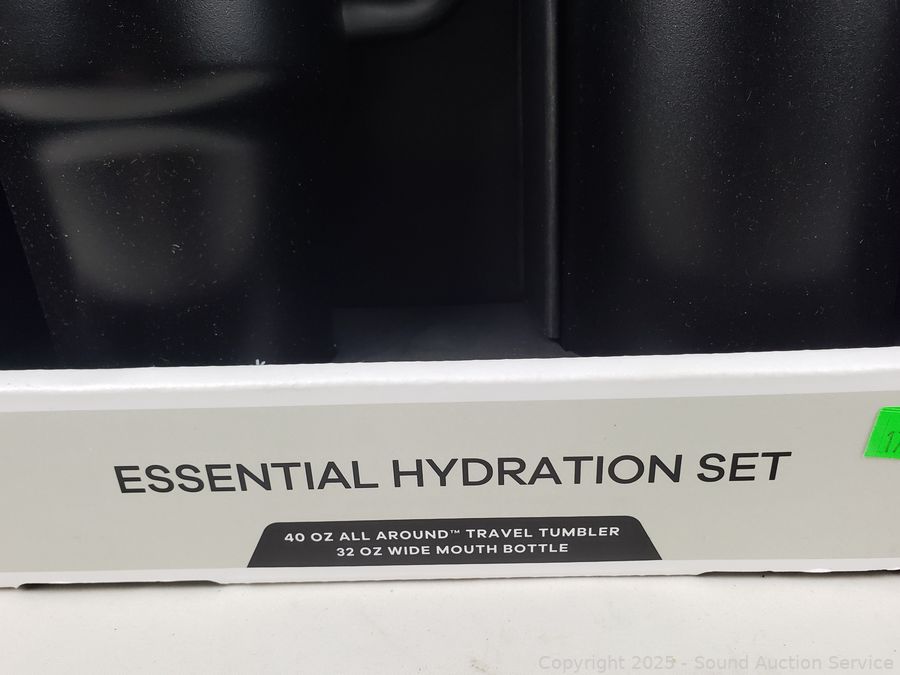 ESSENTIAL HYDRATION SET
40 OZ ALL AROUND™ TRAVEL TUMBLER
32 OZ WIDE MOUTH BOTTLE
Copyright 2025 - Sound Auction Service